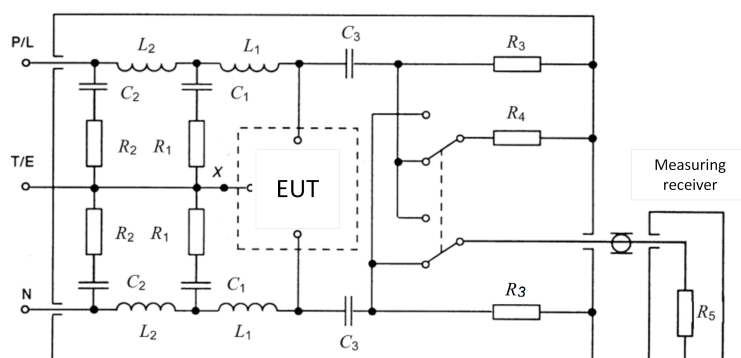 P/L
L2
L1
C3
R3
C2
C1
R4
R2
R1
T/E
X
EUT
Measuring
receiver
R2
R1
C2
C1
N
L2
L1
C3
R3
R5